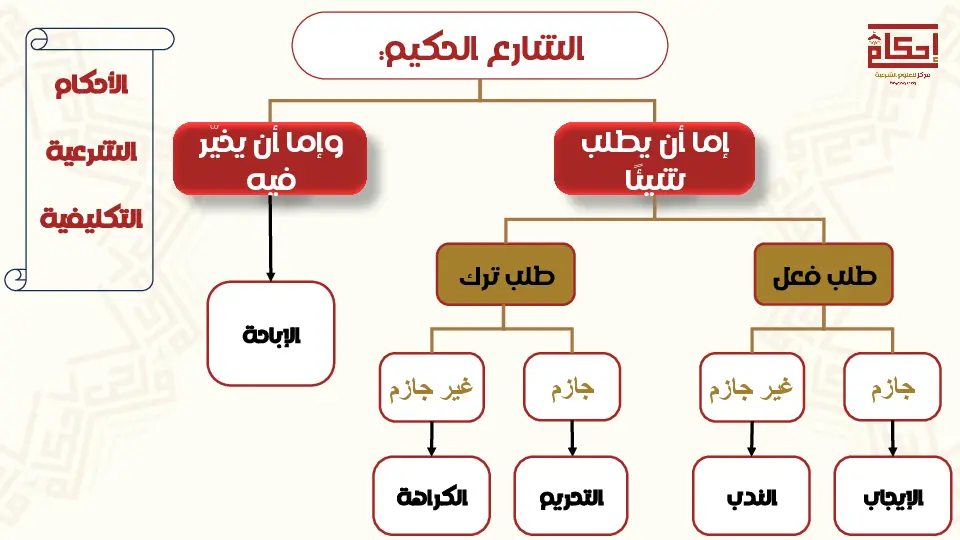 الشارع الحكيم:
إحكام
مركز للعلوم الشرعية
الأحكام
الشرعية
التكليفية
إما أن يطلب
شيئًا
وإما أن يخيّر
فيه
طلب فعل
طلب ترك
الإباحة
جازم
غير جازم
جازم
غير جازم
الإيجاب
الندب
التحريم
الكراهة